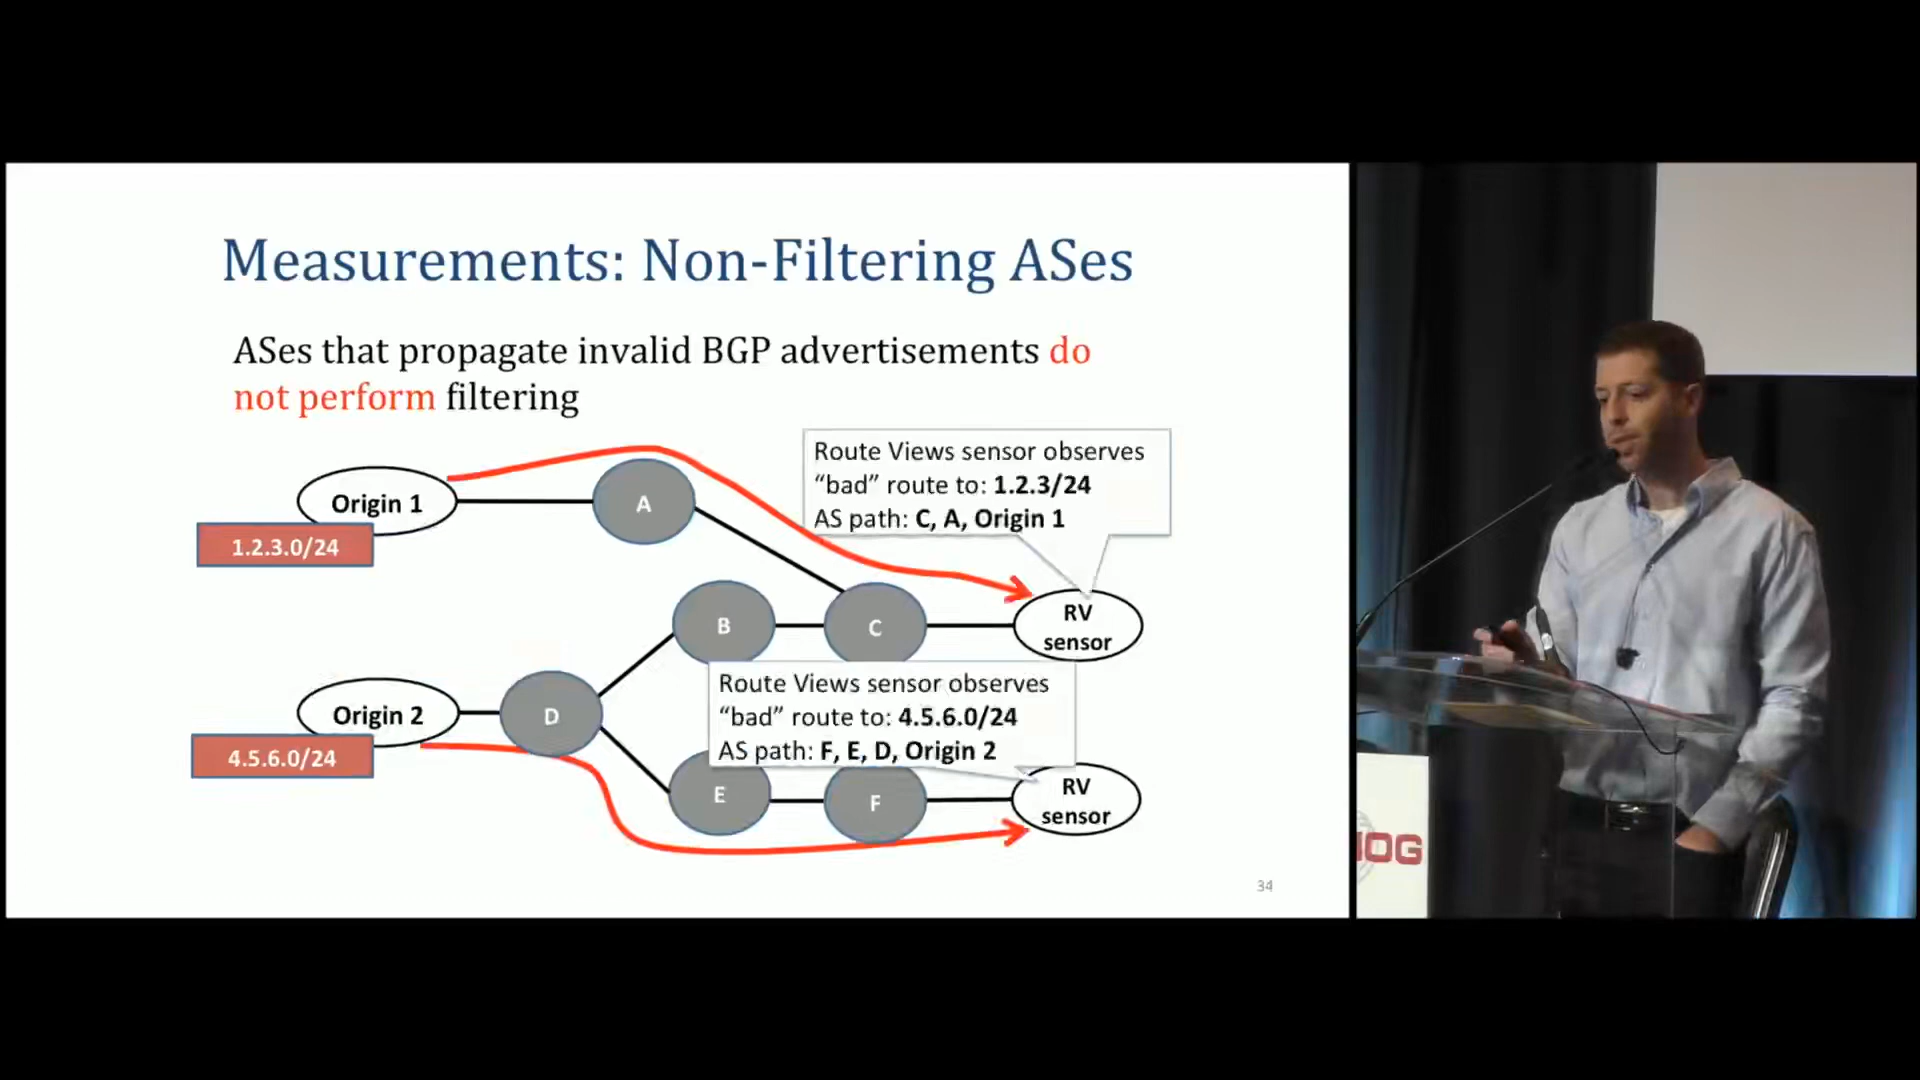 Measurements: Non-Filtering ASes
ASes that propagate invalid BGP advertisements do
not perform filtering
Route Views sensor observes
“bad” route to: 1.2.3/24
AS path: C, A, Origin 1
Origin 1
A
1.2.3.0/24
B
C
RV
sensor
Route Views sensor observes
“bad” route to: 4.5.6.0/24
AS path: F, E, D, Origin 2
Origin 2
D
4.5.6.0/24
E
F
RV
sensor
34